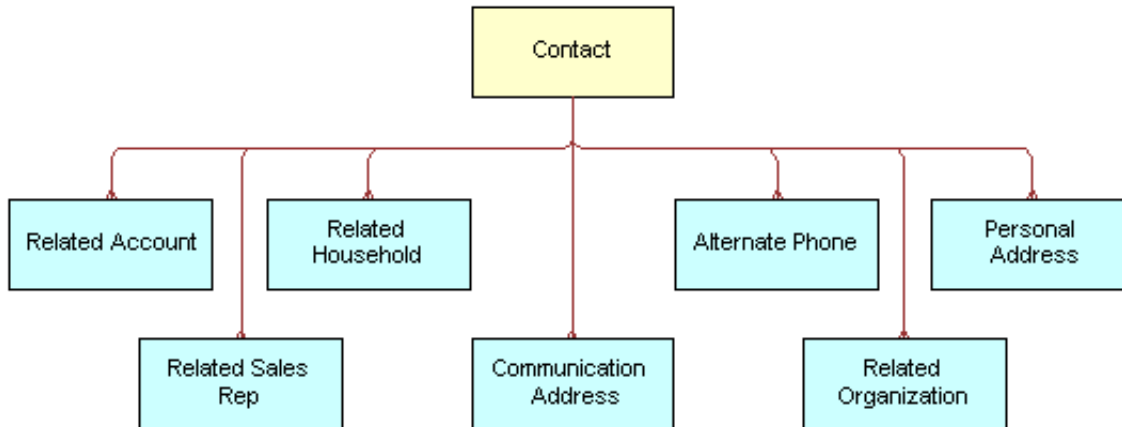 Contact
Related Account
Related
Household
Alternate Phone
Personal
Address
Related Sales
Rep
Communication
Address
Related
Organization